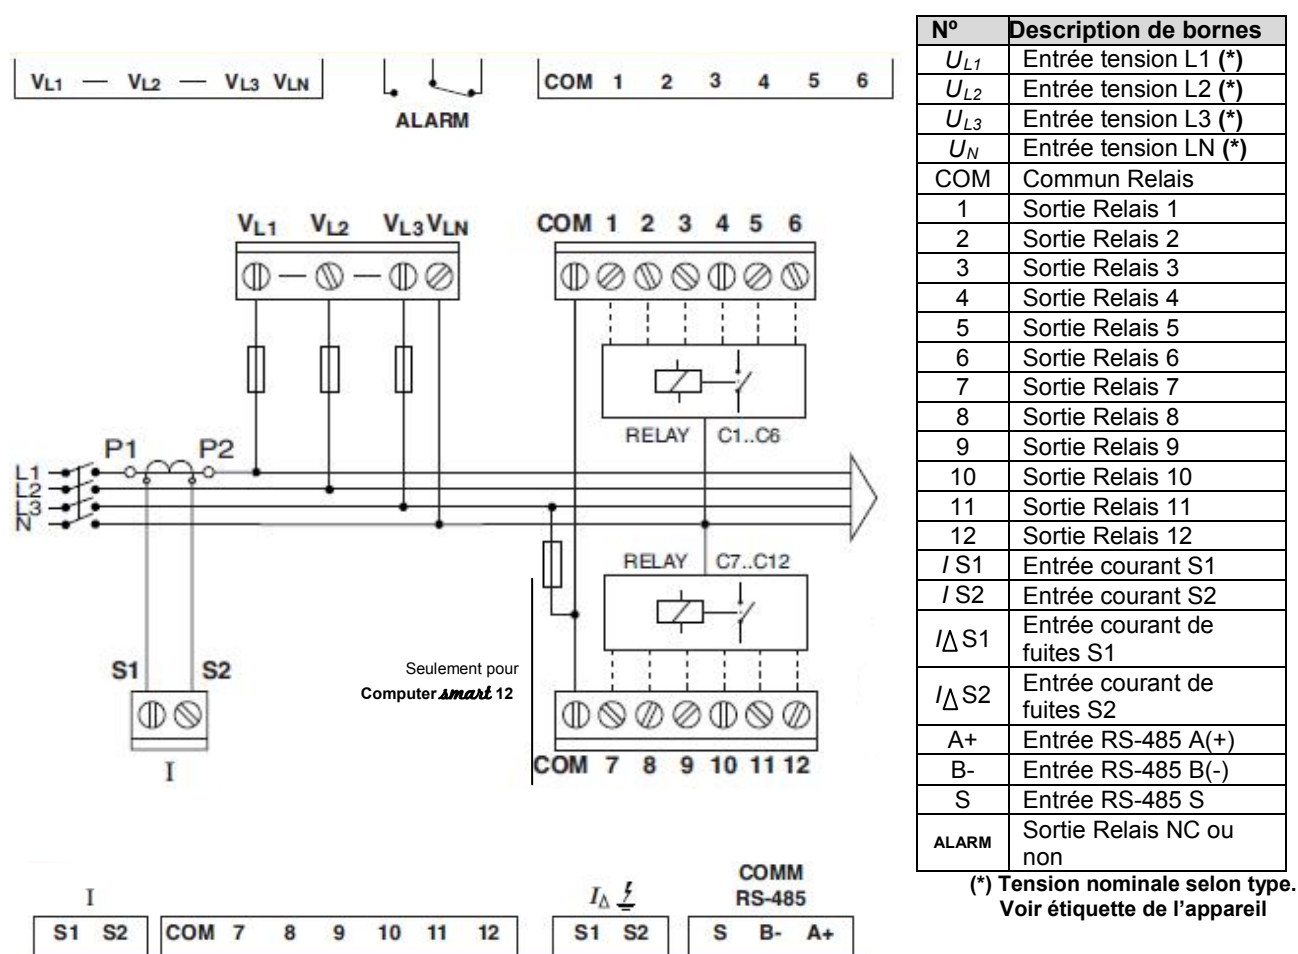 VL1 — VL2 — VL3 VLN
ALARM
COM 1 2 3 4 5 6
VL1 VL2 VL3 VLN
COM 1 2 3 4 5 6
RELAY C1..C6
P1 P2
L1
L2
L3
N
RELAY C7..C12
S1 S2
I
Seulement pour
Computer smart 12
COM 7 8 9 10 11 12
I
S1 S2
COM 7 8 9 10 11 12
IΔ
S1 S2
COMM
RS-485
S B- A+
Nº Description de bornes
UL1 Entrée tension L1 (*)
UL2 Entrée tension L2 (*)
UL3 Entrée tension L3 (*)
UN Entrée tension LN (*)
COM Commun Relais
1 Sortie Relais 1
2 Sortie Relais 2
3 Sortie Relais 3
4 Sortie Relais 4
5 Sortie Relais 5
6 Sortie Relais 6
7 Sortie Relais 7
8 Sortie Relais 8
9 Sortie Relais 9
10 Sortie Relais 10
11 Sortie Relais 11
12 Sortie Relais 12
I S1 Entrée courant S1
I S2 Entrée courant S2
IΔ S1 Entrée courant de
fuites S1
IΔ S2 Entrée courant de
fuites S2
A+ Entrée RS-485 A(+)
B- Entrée RS-485 B(-)
S Entrée RS-485 S
ALARM Sortie Relais NC ou
non
(*) Tension nominale selon type.
Voir étiquette de l'appareil